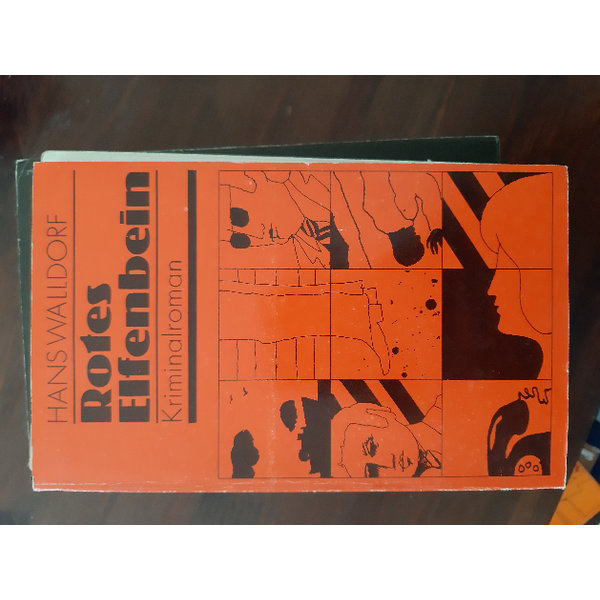 HANS WALLDORF
Rotes
Elfenbein
Kriminalroman